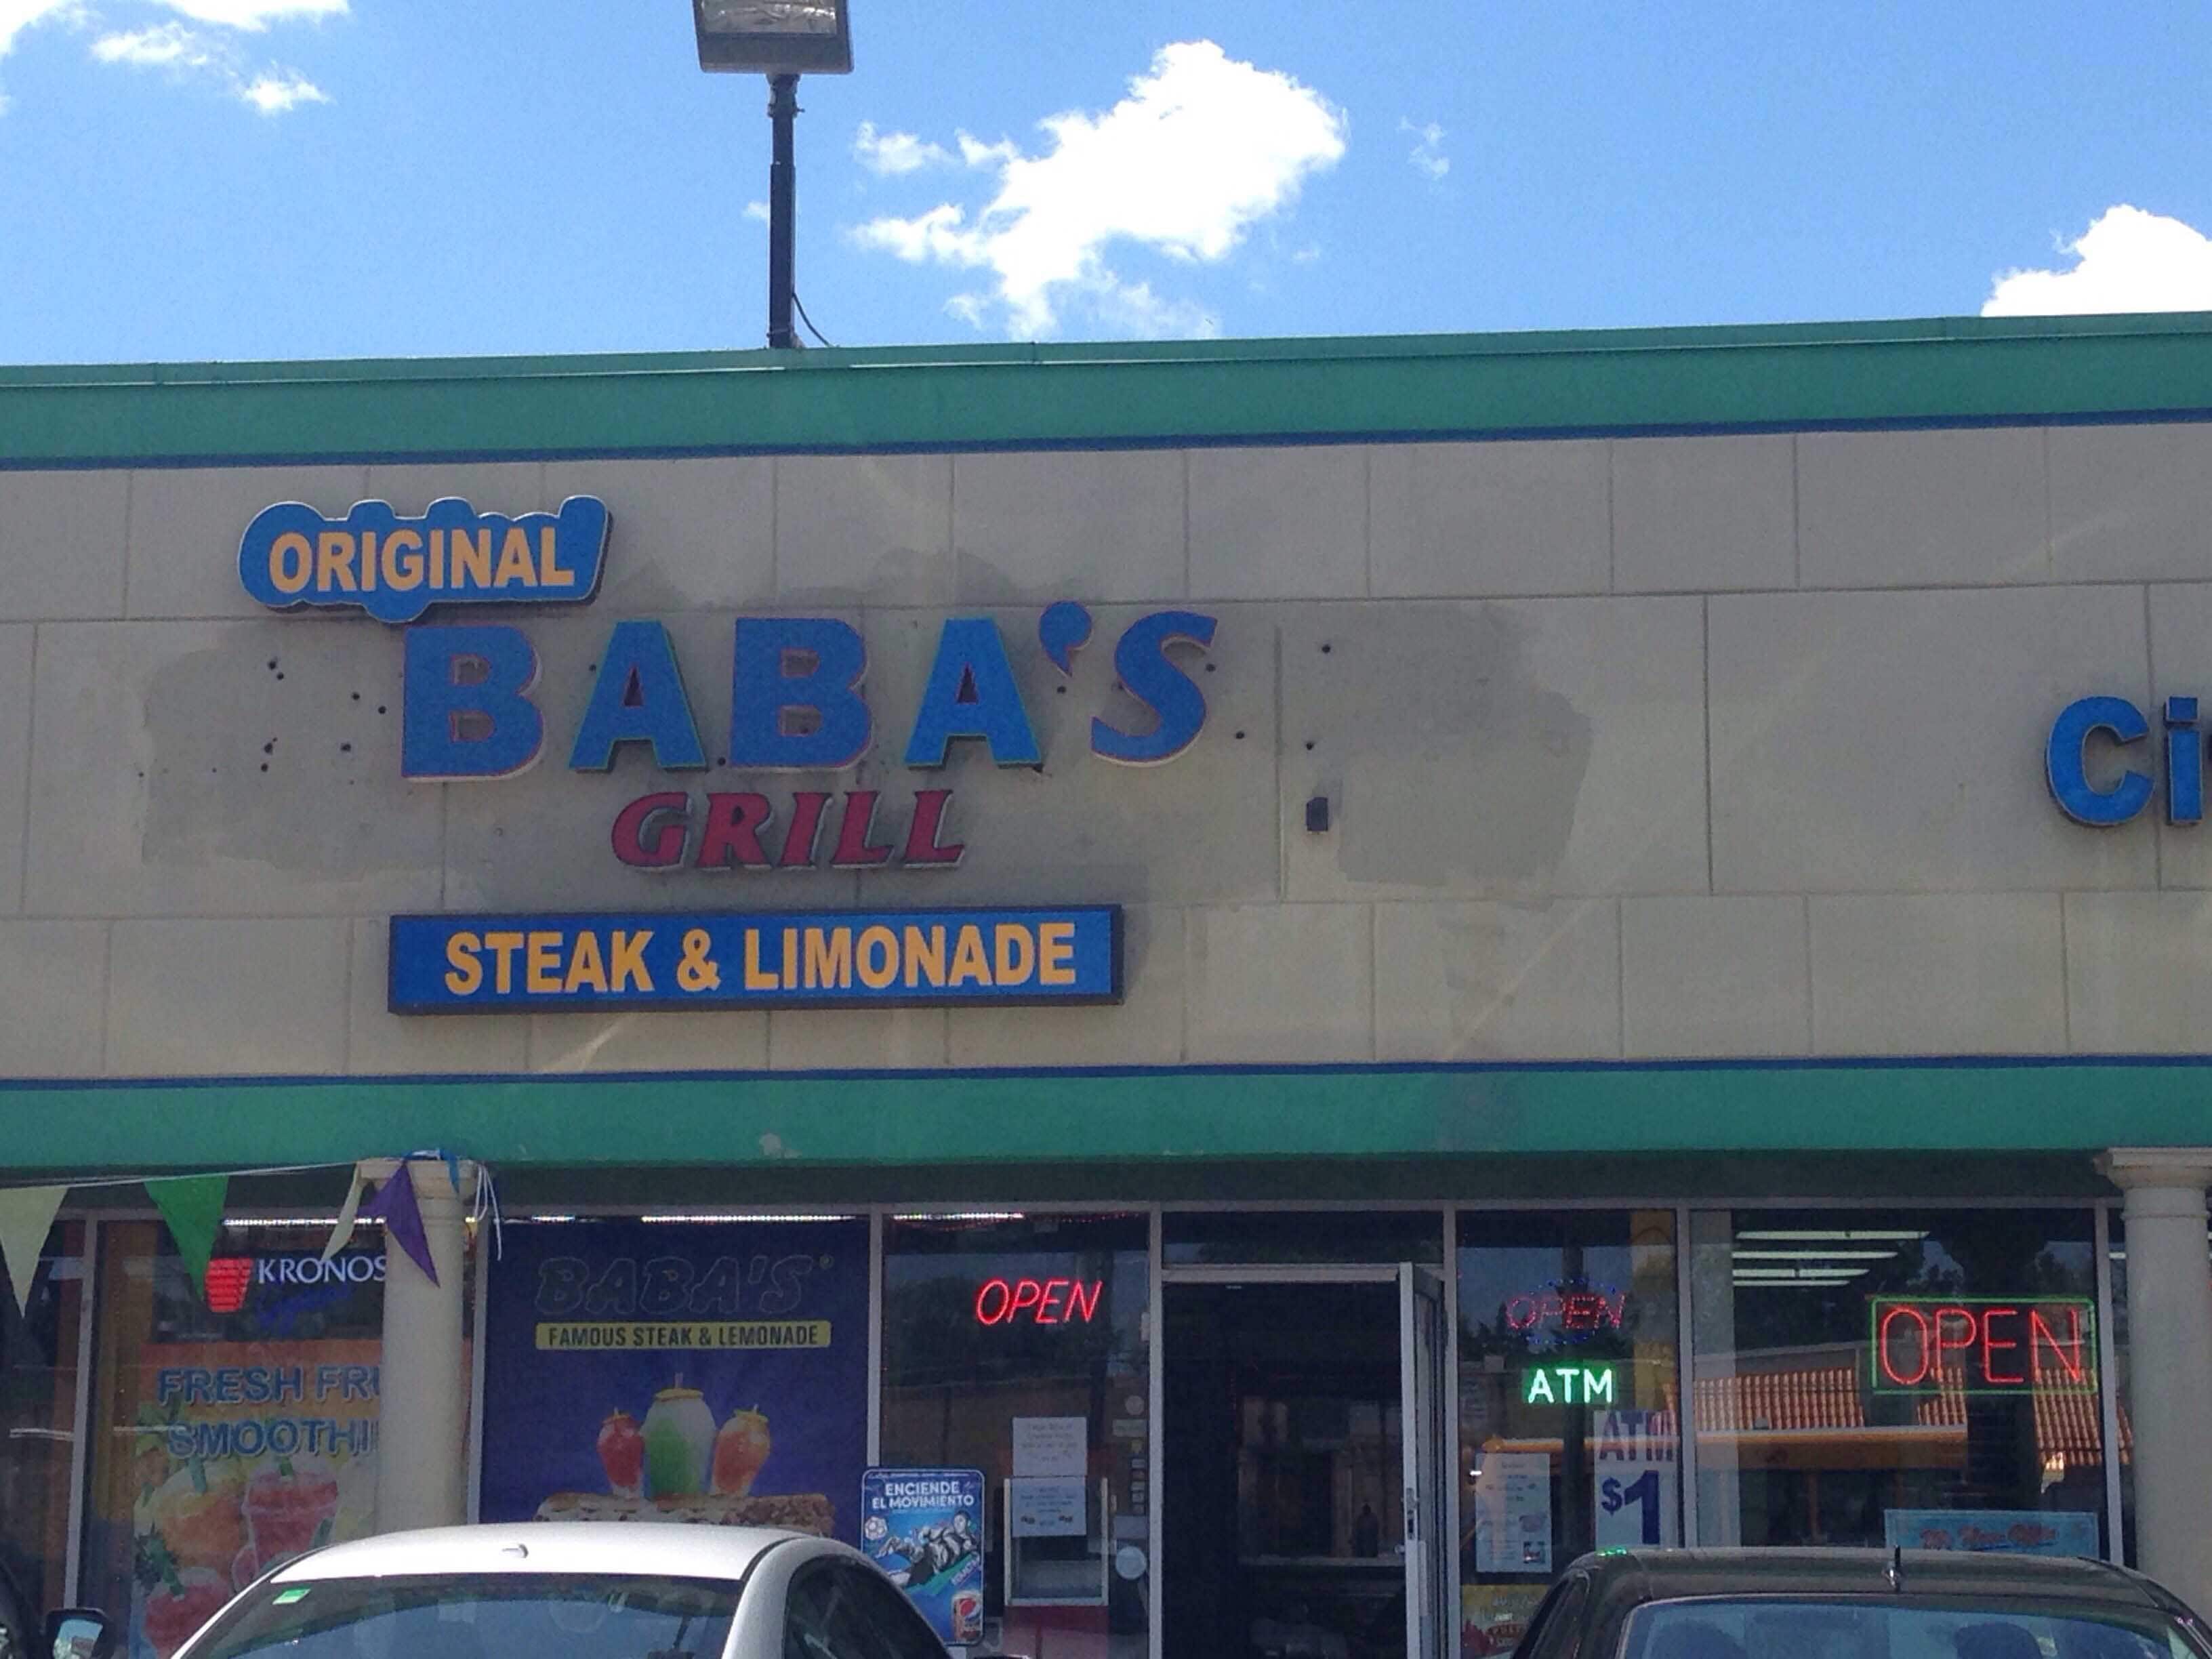 ORIGINAL
BABA'S
GRILL
STEAK & LIMONADE
Ci
KRONOS
FRESH FRU
SMOOTHI
BABA'S
FAMOUS STEAK & LEMONADE
OPEN
ENCIENDE
EL MOVIMIENTO
OPEN
ATM
ATM
$1
OPEN